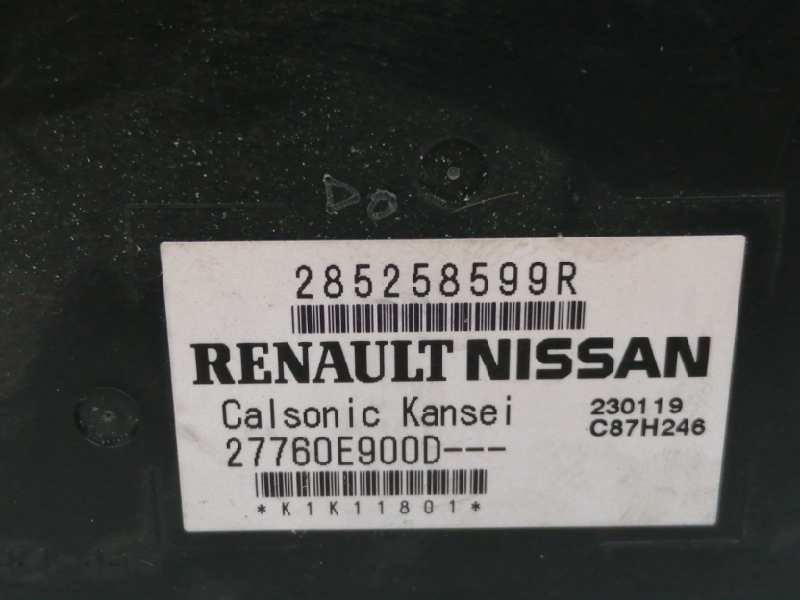 285258599R
RENAULT NISSAN
Calsonic Kansei 230119
27760E900D--- C87H246
*K1K11801*